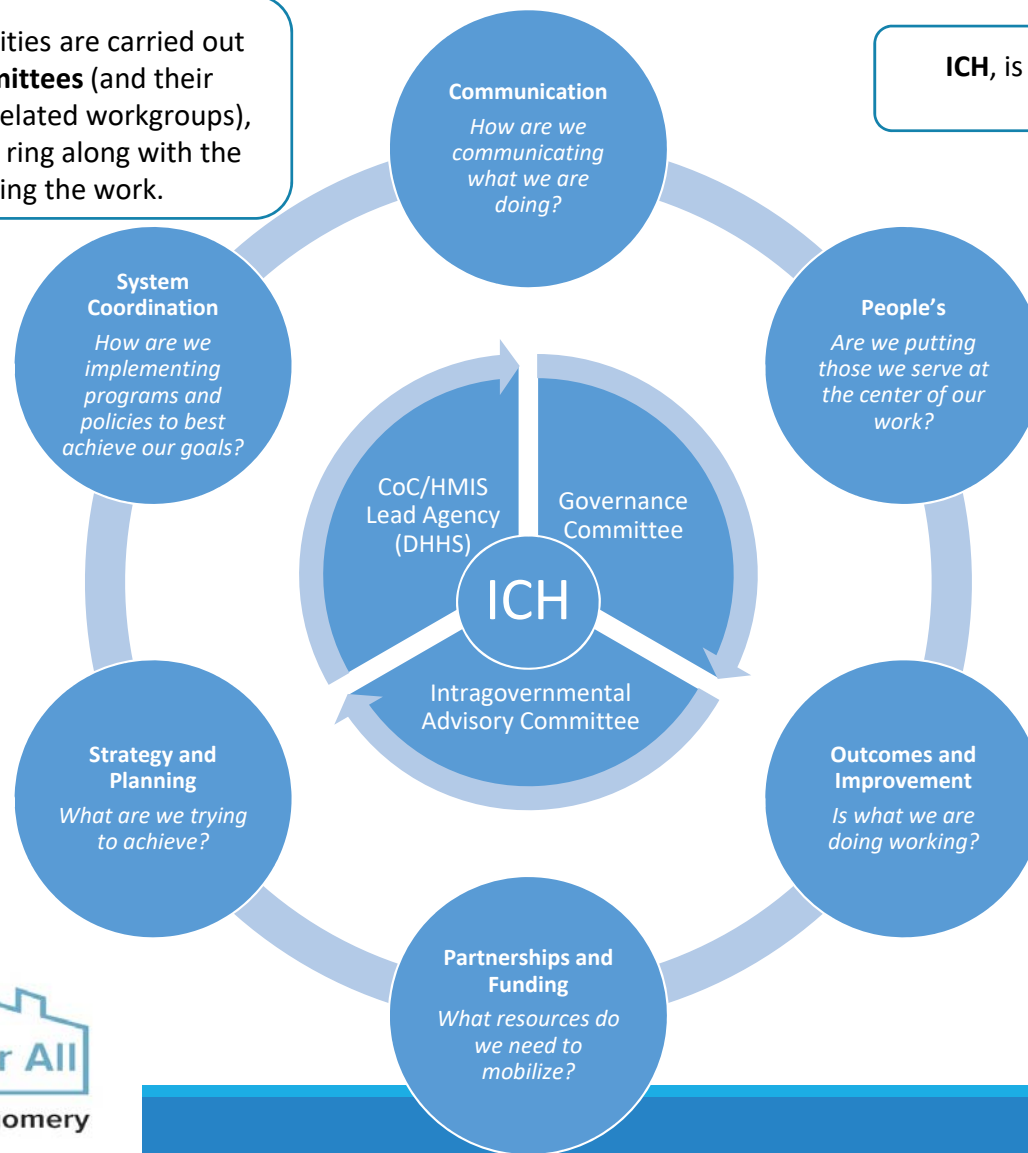 ities are carried out
mittees (and their
elated workgroups),
ring along with the
ing the work.
ICH, is
Communication
How are we
communicating
what we are
doing?
System
Coordination
How are we
implementing
programs and
policies to best
achieve our goals?
People's
Are we putting
those we serve at
the center of our
work?
CoC/HMIS
Lead Agency
(DHHS)
Governance
Committee
ICH
Intragovernmental
Advisory Committee
Strategy and
Planning
What are we trying
to achieve?
Outcomes and
Improvement
Is what we are
doing working?
Partnerships and
Funding
What resources do
we need to
mobilize?
r All
gomery